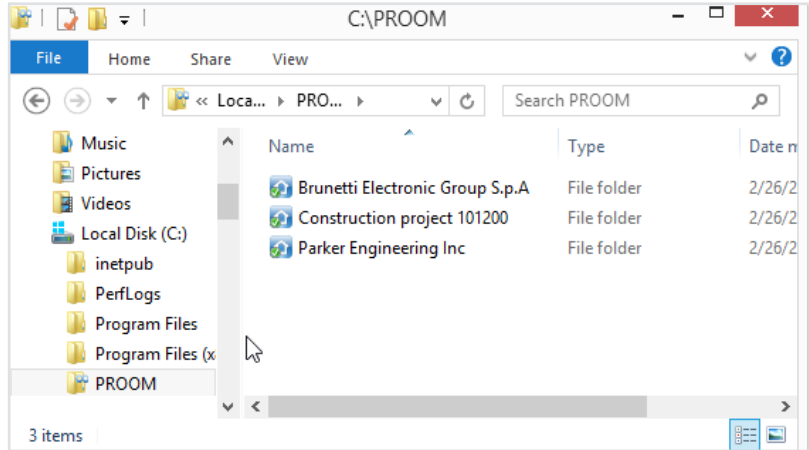 C:\PROOM
File Home Share View
« Loca... PRO... Search PROOM
Name Type Date m
Music
Pictures
Videos
Local Disk (C:)
inetpub
PerfLogs
Program Files
Program Files (x
PROOM
Brunetti Electronic Group S.p.A File folder 2/26/2
Construction project 101200 File folder 2/26/2
Parker Engineering Inc File folder 2/26/2
3 items